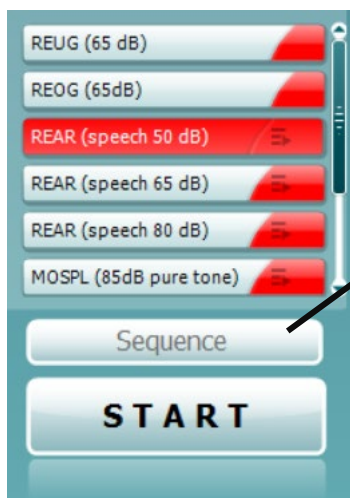 REUG (65 dB)
REOG (65dB)
REAR (speech 50 dB)
REAR (speech 65 dB)
REAR (speech 80 dB)
MOSPL (85dB pure tone)
Sequence
START